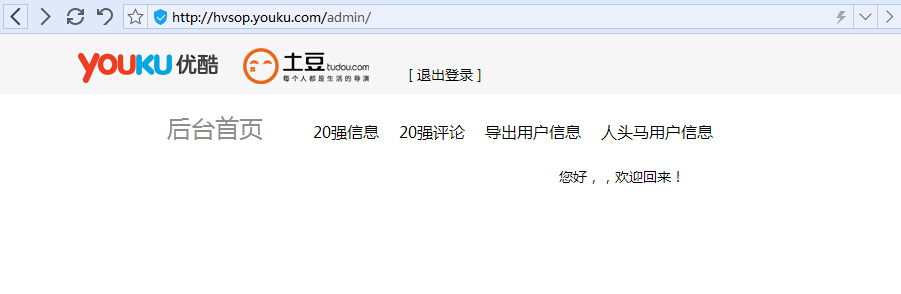 http://hvsop.youku.com/admin/
YOUKU 优酷 土豆 tudou.com
每个人都是生活的导演
[ 退出登录 ]
后台首页 20强信息 20强评论 导出用户信息 人头马用户信息
您好，，欢迎回来！